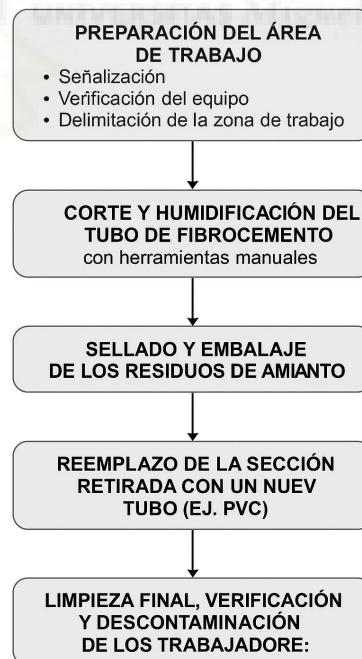 UNIVERSITAS Miguel
PREPARACIÓN DEL ÁREA
DE TRABAJO
• Señalización
• Verificación del equipo
• Delimitación de la zona de trabajo
CORTE Y HUMIDIFICACIÓN DEL
TUBO DE FIBROCEMENTO
con herramientas manuales
SELLADO Y EMBALAJE
DE LOS RESIDUOS DE AMIANTO
REEMPLAZO DE LA SECCIÓN
RETIRADA CON UN NUEV
TUBO (EJ. PVC)
LIMPIEZA FINAL, VERIFICACIÓN
Y DESCONTAMINACIÓN
DE LOS TRABAJADORE: